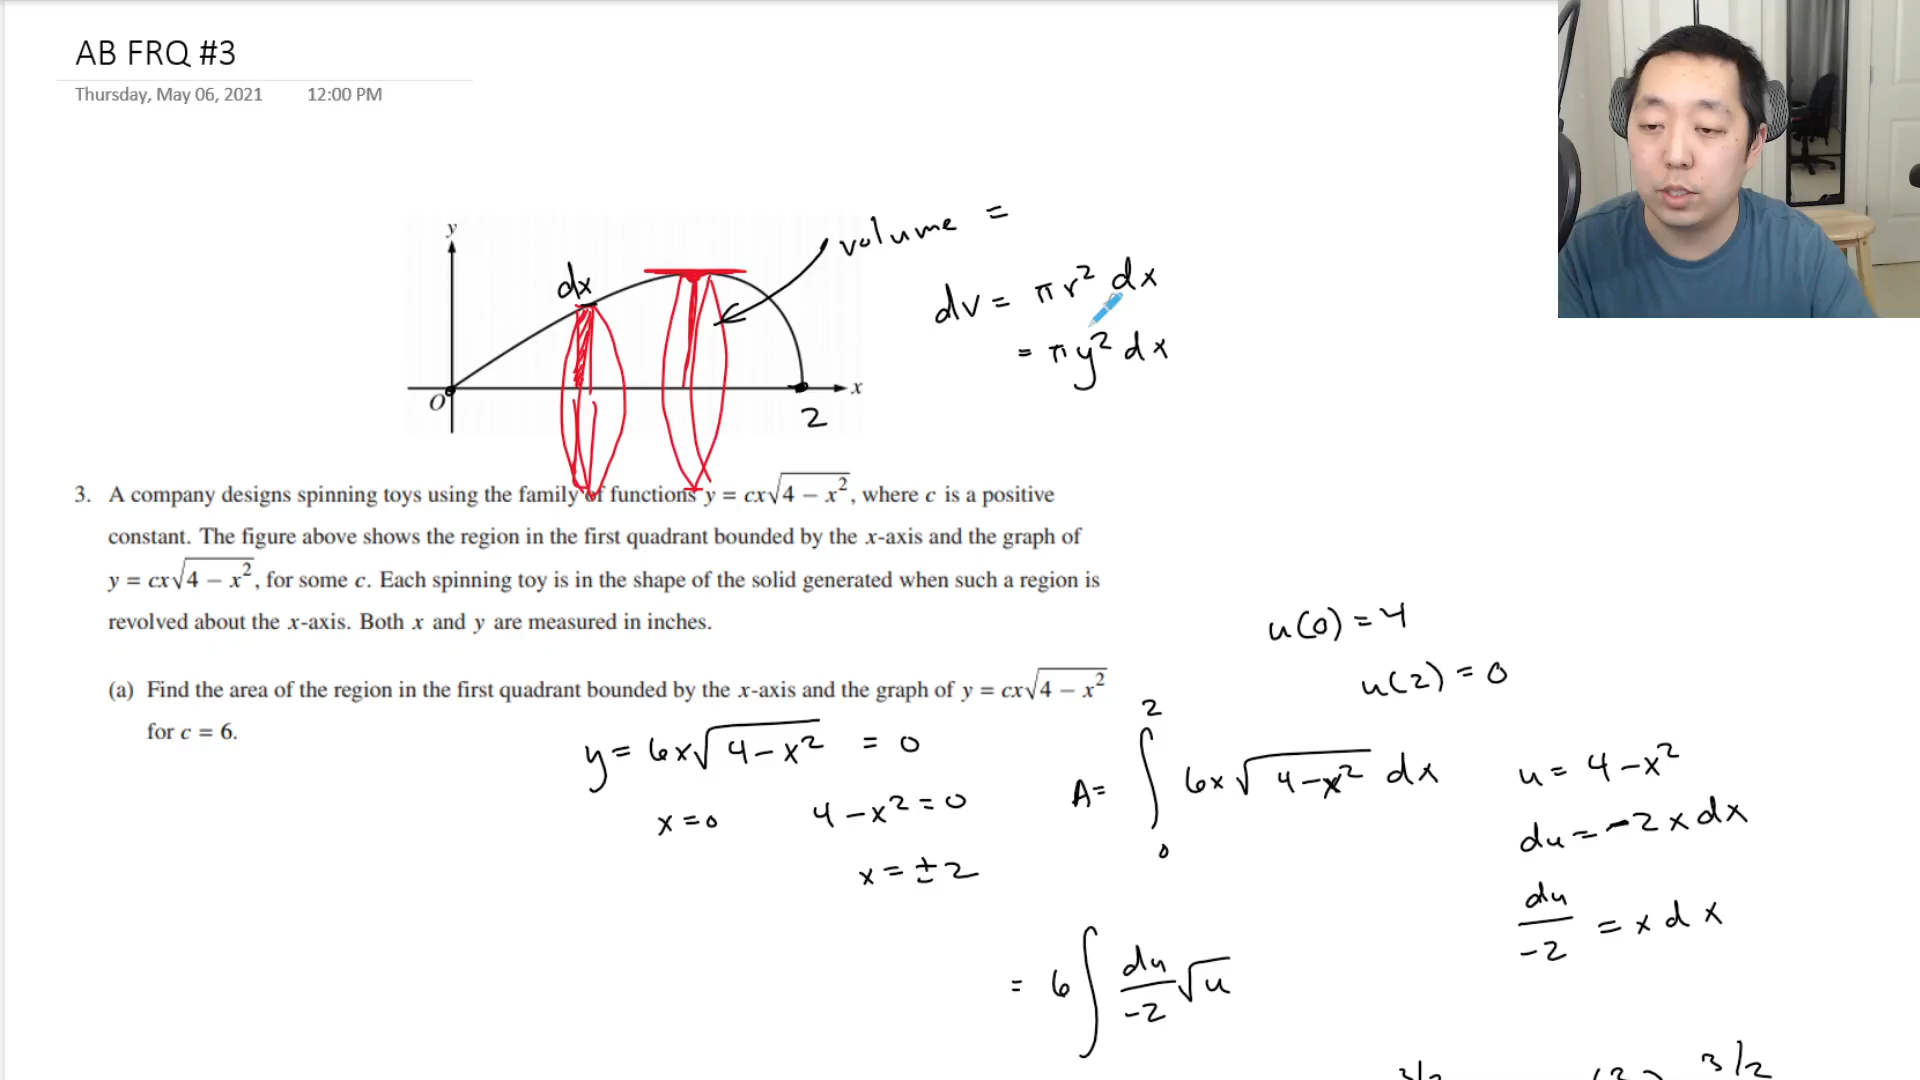 AB FRQ #3
Thursday, May 06, 2021 12:00 PM
y
dx
volume =
dv = πr² dx
= πy² dx
O
x
2
3. A company designs spinning toys using the family of functions y = cx√(4 − x²), where c is a positive
constant. The figure above shows the region in the first quadrant bounded by the x-axis and the graph of
y = cx√(4 − x²), for some c. Each spinning toy is in the shape of the solid generated when such a region is
revolved about the x-axis. Both x and y are measured in inches.
(a) Find the area of the region in the first quadrant bounded by the x-axis and the graph of y = cx√(4 − x²)
for c = 6.
y = 6x√(4−x²) = 0
x = 0 4−x² = 0
x = ±2
u(0) = 4
u(2) = 0
A = ∫₀² 6x√(4−x²) dx
u = 4−x²
du = −2xdx
du/−2 = xdx
= 6∫ du/−2 √u
3/2